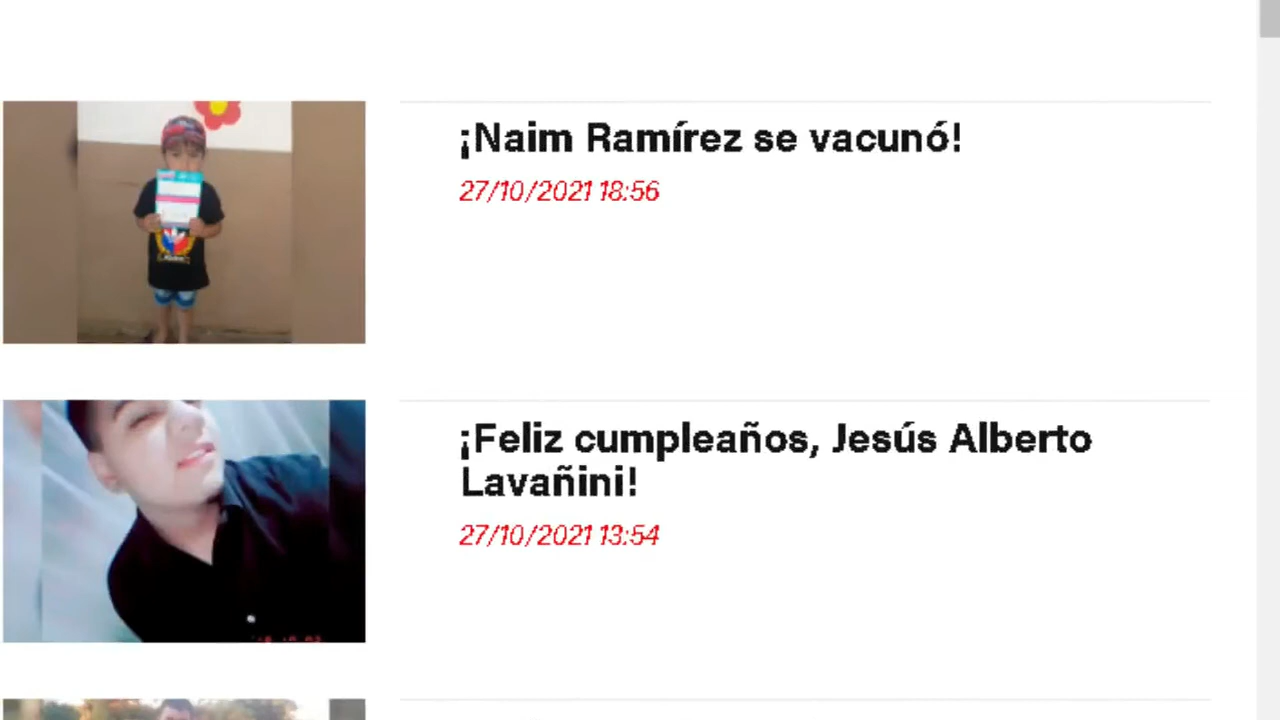 ¡Naim Ramírez se vacunó!
27/10/2021 18:56
¡Feliz cumpleaños, Jesús Alberto
Lavañini!
27/10/2021 13:54